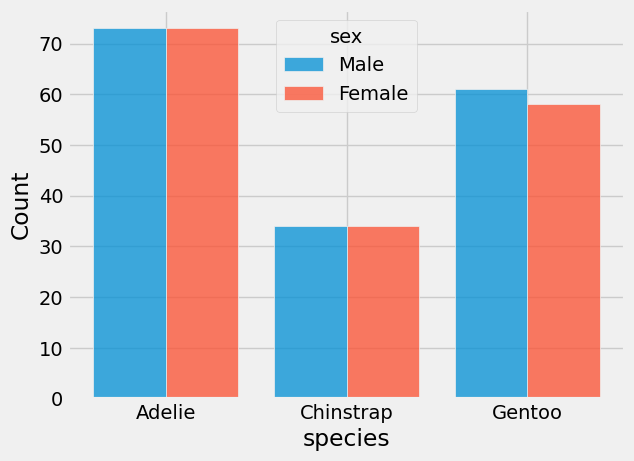 sex
Male
Female
Count
70
60
50
40
30
20
10
0
Adelie
Chinstrap
Gentoo
species